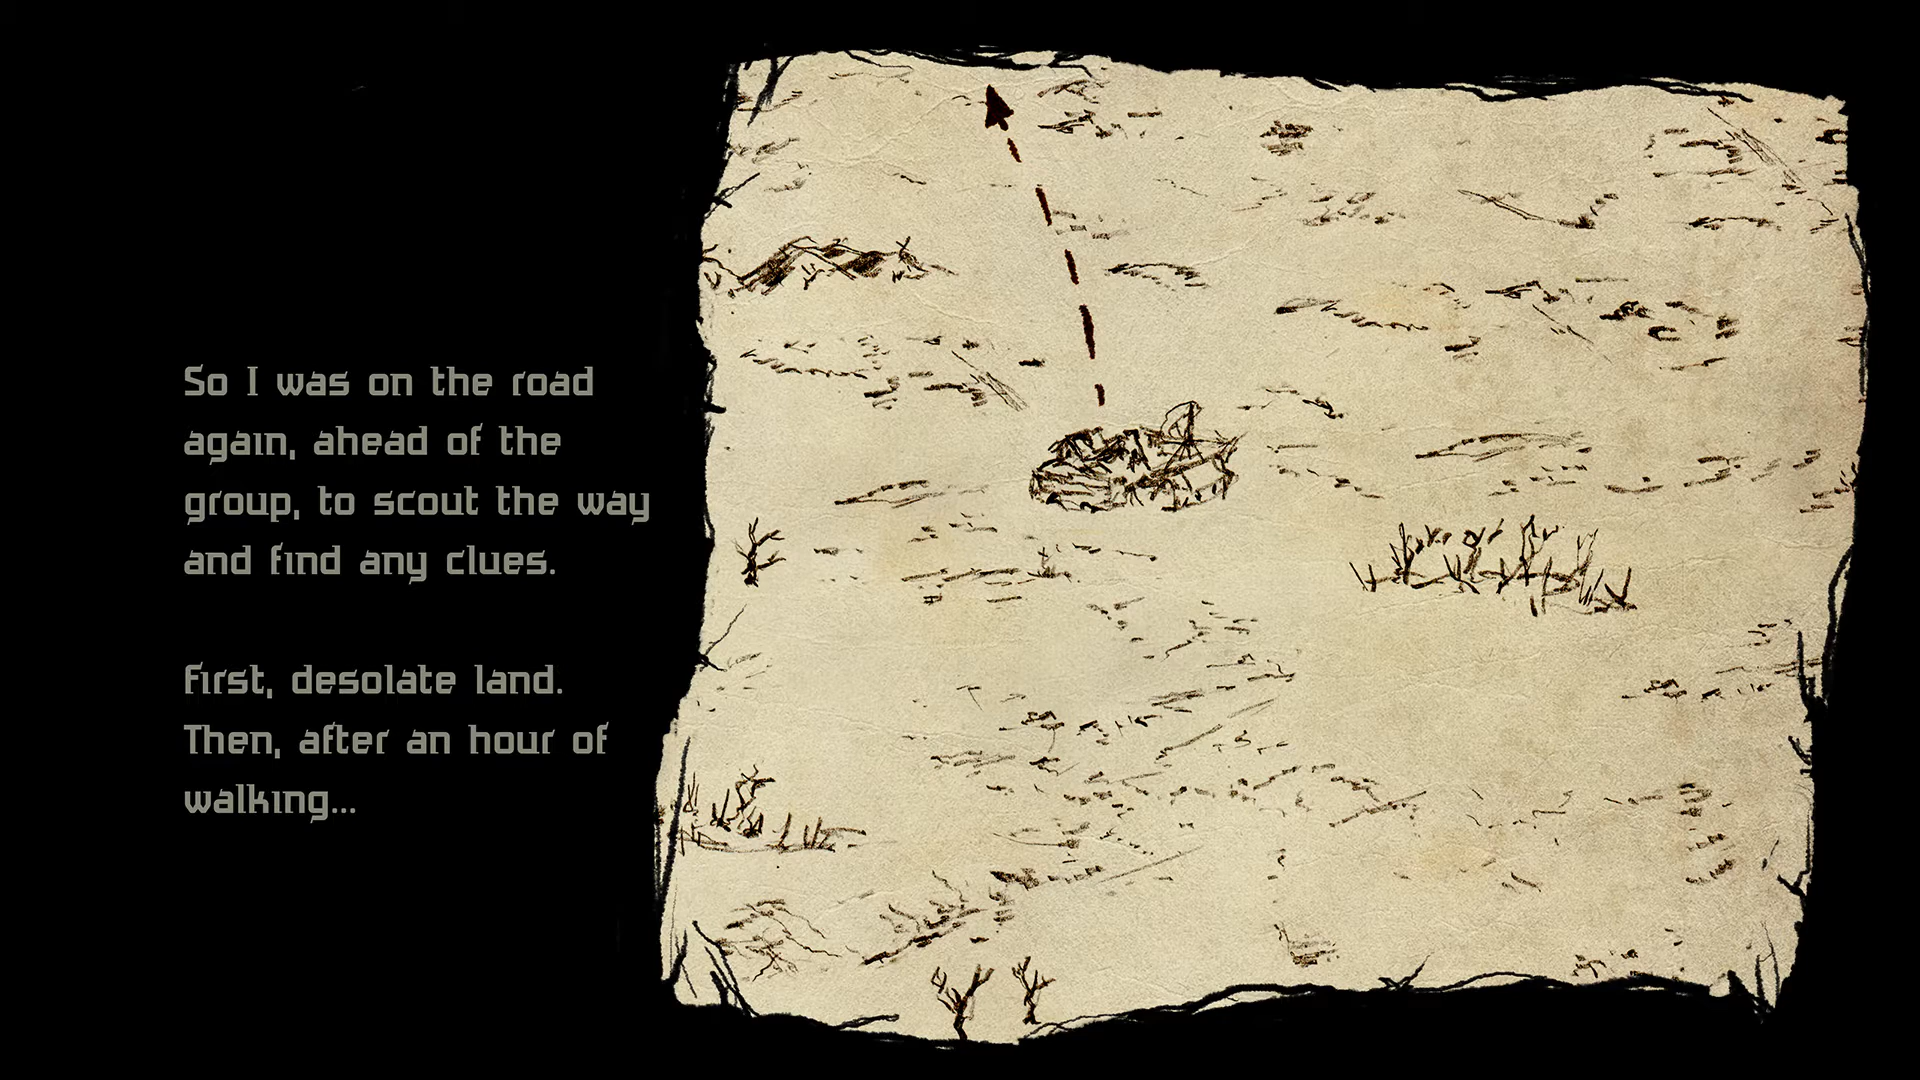 So I was on the road
again, ahead of the
group, to scout the way
and find any clues.
First, desolate land.
Then, after an hour of
walking...